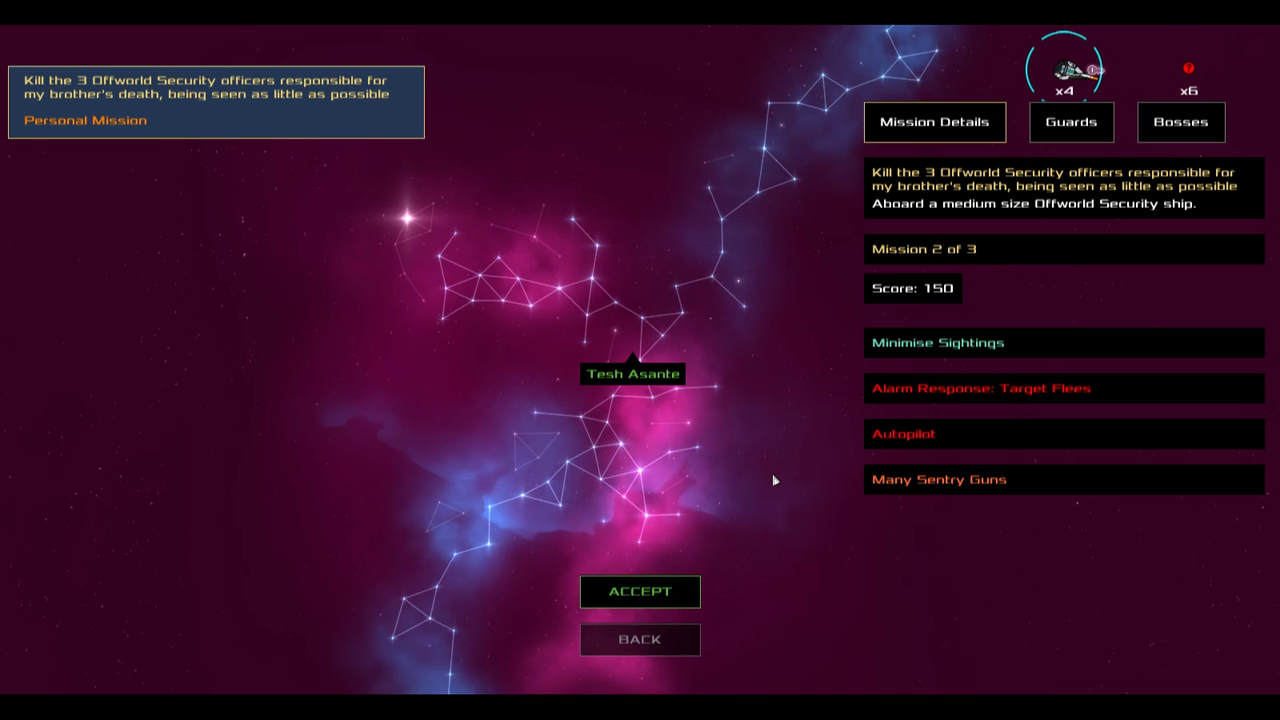 Kill the 3 Offworld Security officers responsible for
my brother's death, being seen as little as possible
Personal Mission
x4
?
x6
Mission Details
Guards
Bosses
Kill the 3 Offworld Security officers responsible for
my brother's death, being seen as little as possible
Aboard a medium size Offworld Security ship.
Mission 2 of 3
Score: 150
Minimise Sightings
Tesh Asante
Alarm Response: Target Flees
Autopilot
Many Sentry Guns
ACCEPT
BACK